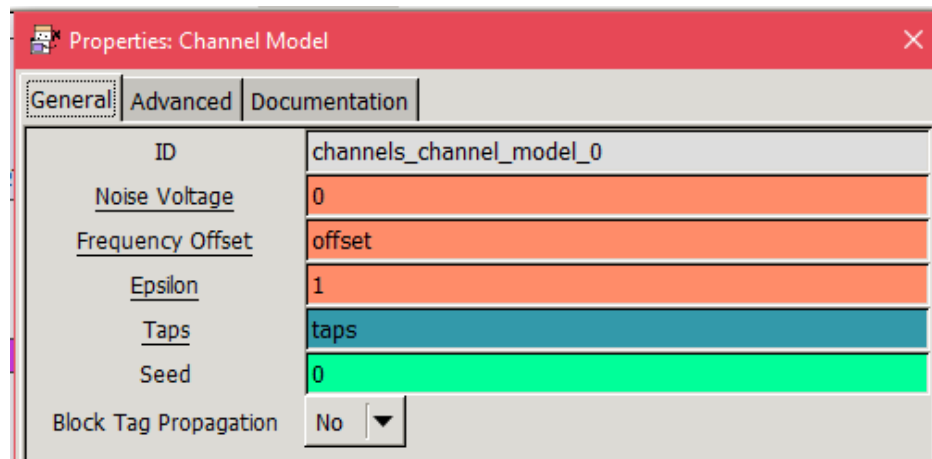 Properties: Channel Model
General Advanced Documentation
ID channels_channel_model_0
Noise Voltage 0
Frequency Offset offset
Epsilon 1
Taps taps
Seed 0
Block Tag Propagation No